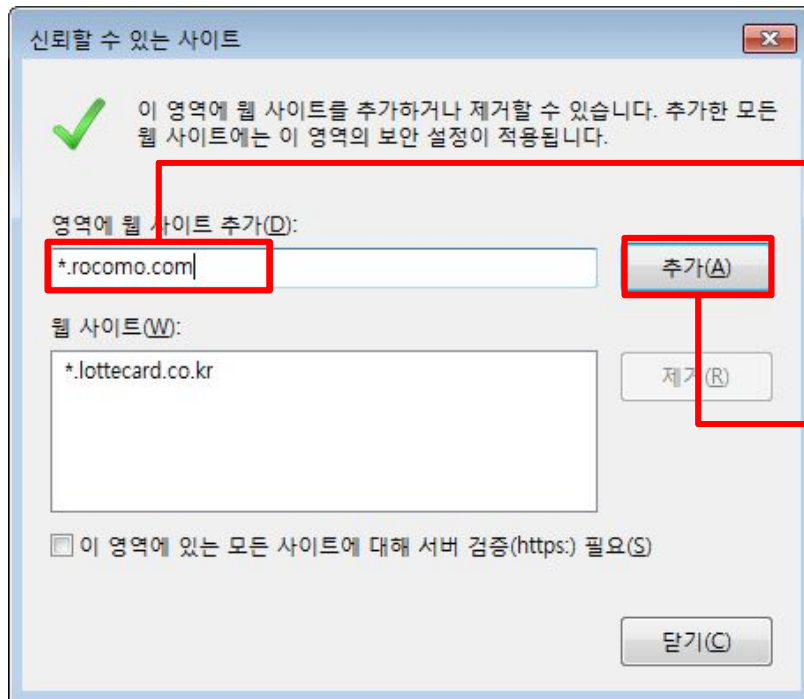 신뢰할 수 있는 사이트
이 영역에 웹 사이트를 추가하거나 제거할 수 있습니다. 추가한 모든
웹 사이트에는 이 영역의 보안 설정이 적용됩니다.
영역에 웹 사이트 추가(D):
*.rocomo.com
추가(A)
웹 사이트(W):
*.lottecard.co.kr
제거(R)
이 영역에 있는 모든 사이트에 대해 서버 검증(https:) 필요(S)
닫기(C)